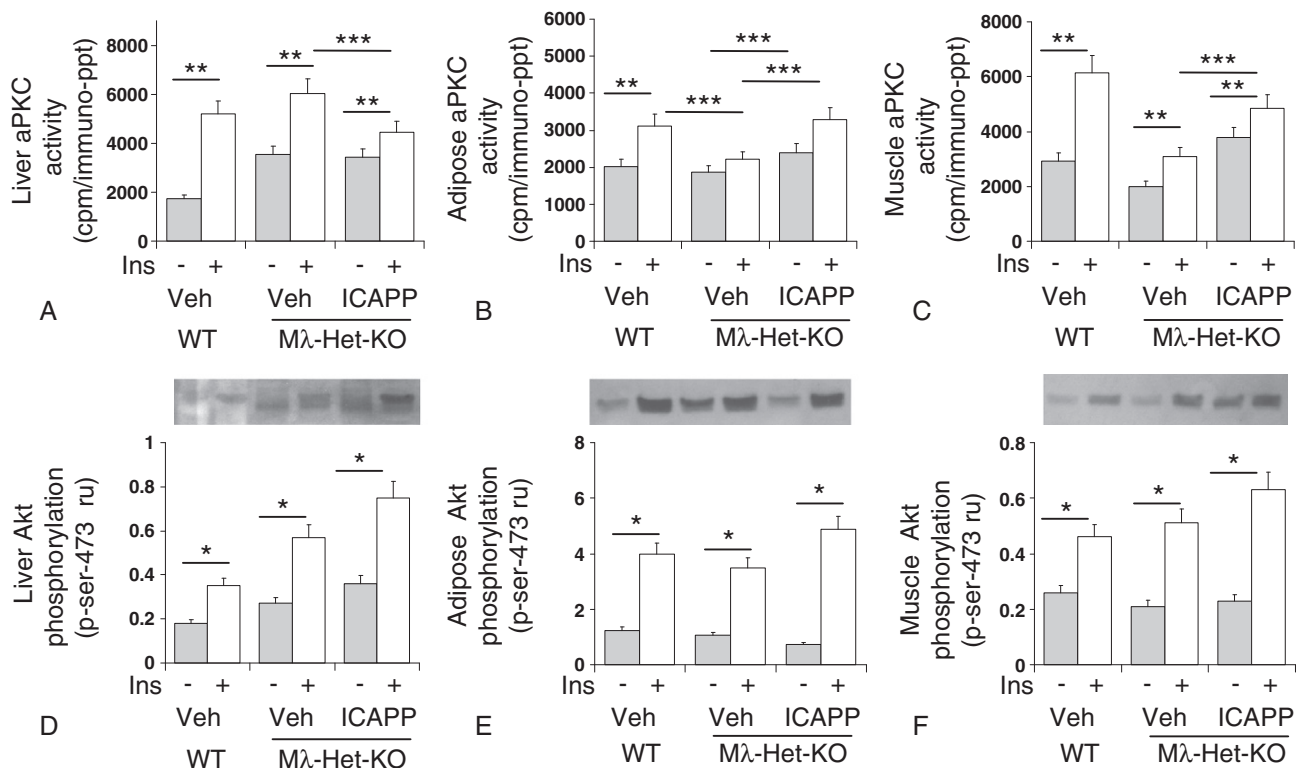 Liver aPKC
activity
(cpm/immuno-ppt)
8000
6000
4000
2000
0
**
**
***
**
Ins - + - + - +
Veh Veh ICAPP
A
WT Mλ-Het-KO
Adipose aPKC
activity
(cpm/immuno-ppt)
6000
5000
4000
3000
2000
1000
0
**
***
***
***
Ins - + - + - +
Veh Veh ICAPP
B
WT Mλ-Het-KO
Muscle aPKC
activity
(cpm/immuno-ppt)
8000
6000
4000
2000
0
**
**
***
**
Ins - + - + - +
Veh Veh ICAPP
C
WT Mλ-Het-KO
Liver Akt
phosphorylation
(p-ser-473 ru)
1
0.8
0.6
0.4
0.2
0
*
*
*
Ins - + - + - +
Veh Veh ICAPP
D
WT Mλ-Het-KO
Adipose Akt
phosphorylation
(p-ser-473 ru)
8
6
4
2
0
*
*
*
Ins - + - + - +
Veh Veh ICAPP
E
WT Mλ-Het-KO
Muscle Akt
phosphorylation
(p-ser-473 ru)
0.8
0.6
0.4
0.2
0
*
*
*
Ins - + - + - +
Veh Veh ICAPP
F
WT Mλ-Het-KO